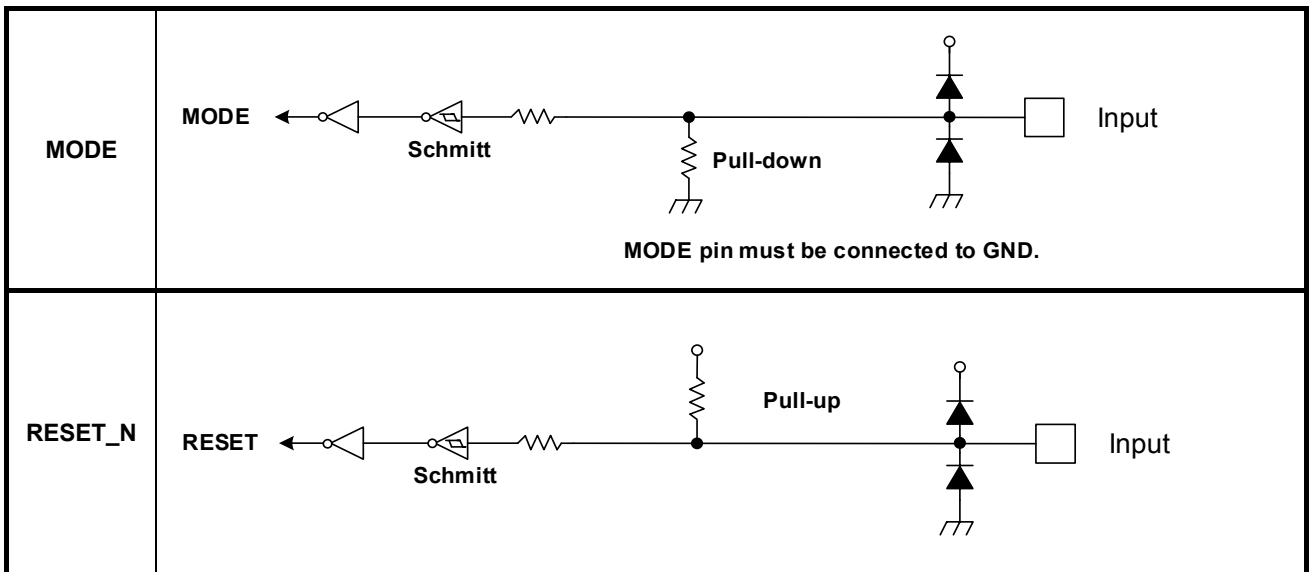 MODE
MODE
Schmitt
Pull-down
Input
MODE pin must be connected to GND.
RESET_N
RESET
Schmitt
Pull-up
Input